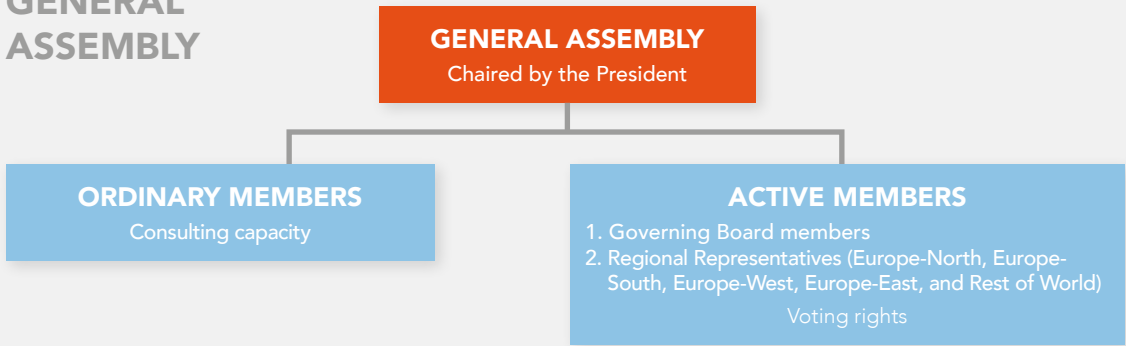 GENERAL
ASSEMBLY
GENERAL ASSEMBLY
Chaired by the President
ORDINARY MEMBERS
Consulting capacity
ACTIVE MEMBERS
1. Governing Board members
2. Regional Representatives (Europe-North, Europe-
South, Europe-West, Europe-East, and Rest of World)
Voting rights